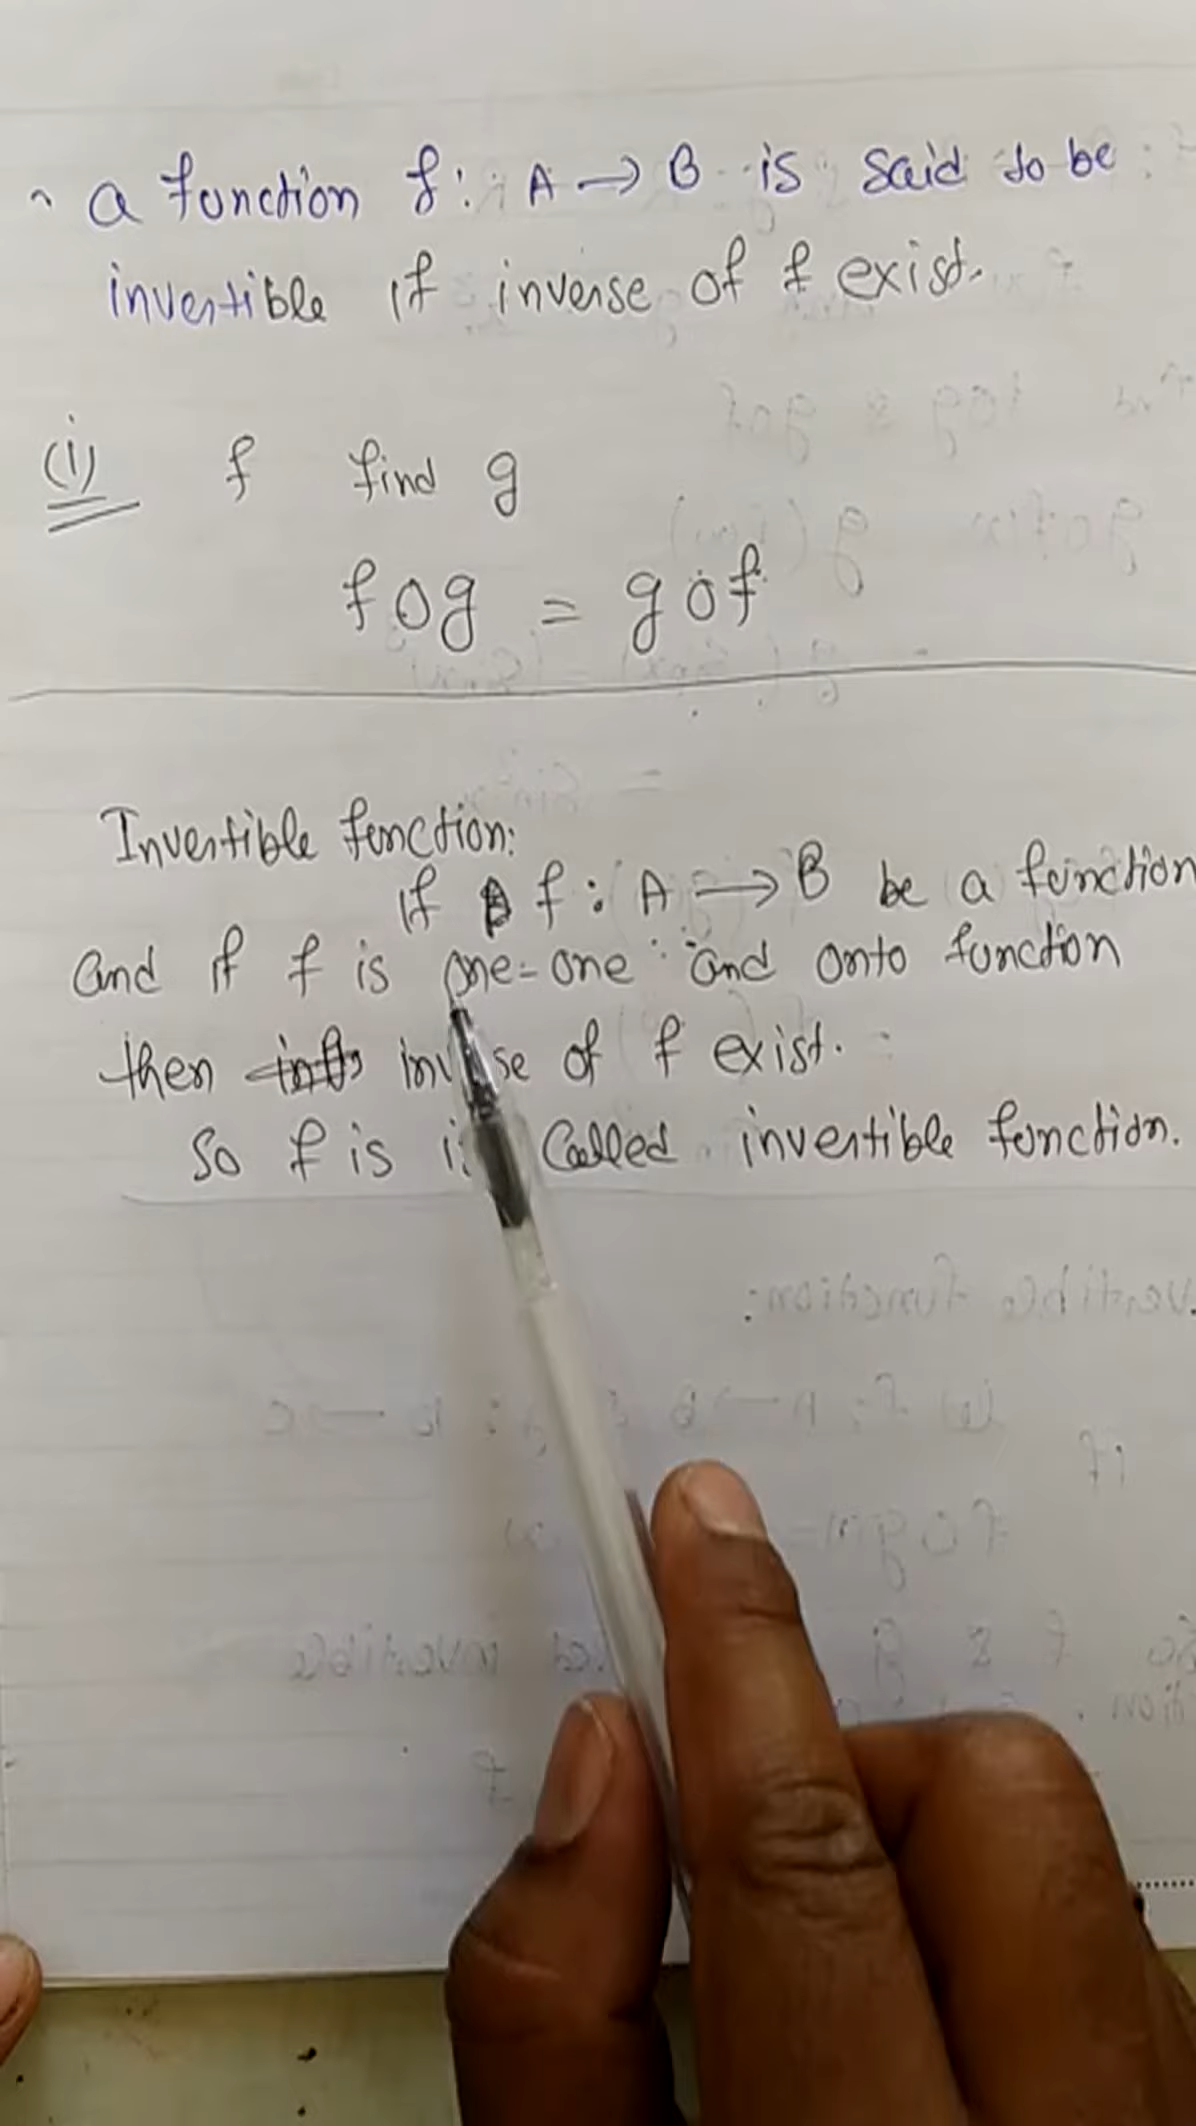 a function f: A → B is said to be
invertible if inverse of f exist.
(i) f find g
fog = gof
Invertible function:
if f: A → B be a function
and if f is one-one and onto function
then inverse of f exist.
So f is called invertible function.